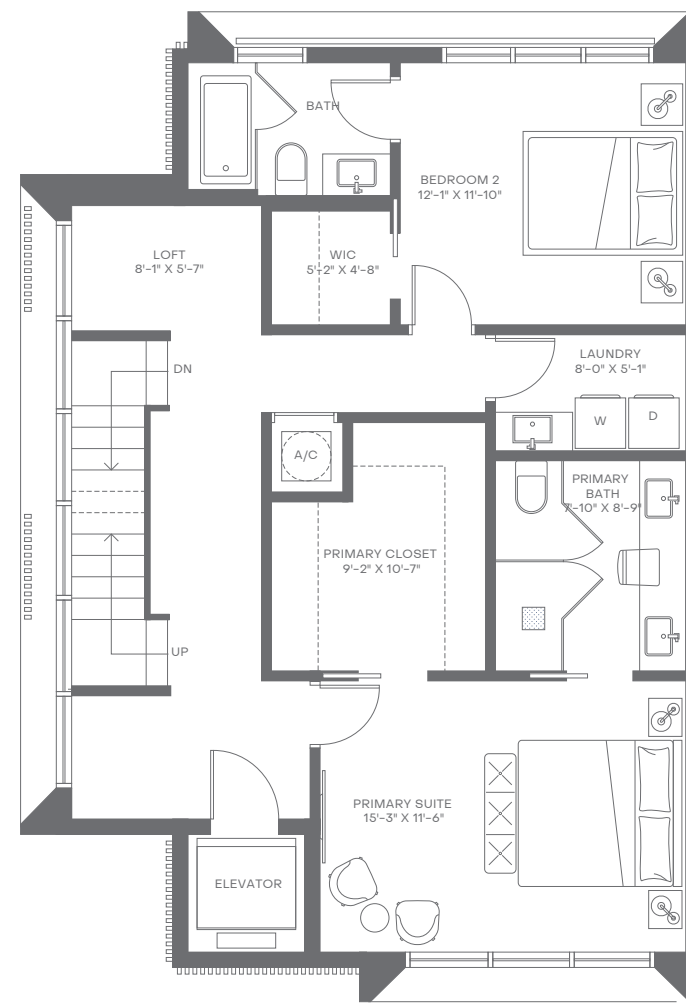 BATH
BEDROOM 2
12'-1" X 11'-10"
LOFT
8'-1" X 5'-7"
WIC
5'-2" X 4'-8"
LAUNDRY
8'-0" X 5'-1"
DN
W
D
A/C
PRIMARY
BATH
7'-10" X 8'-9"
PRIMARY CLOSET
9'-2" X 10'-7"
UP
PRIMARY SUITE
15'-3" X 11'-6"
ELEVATOR